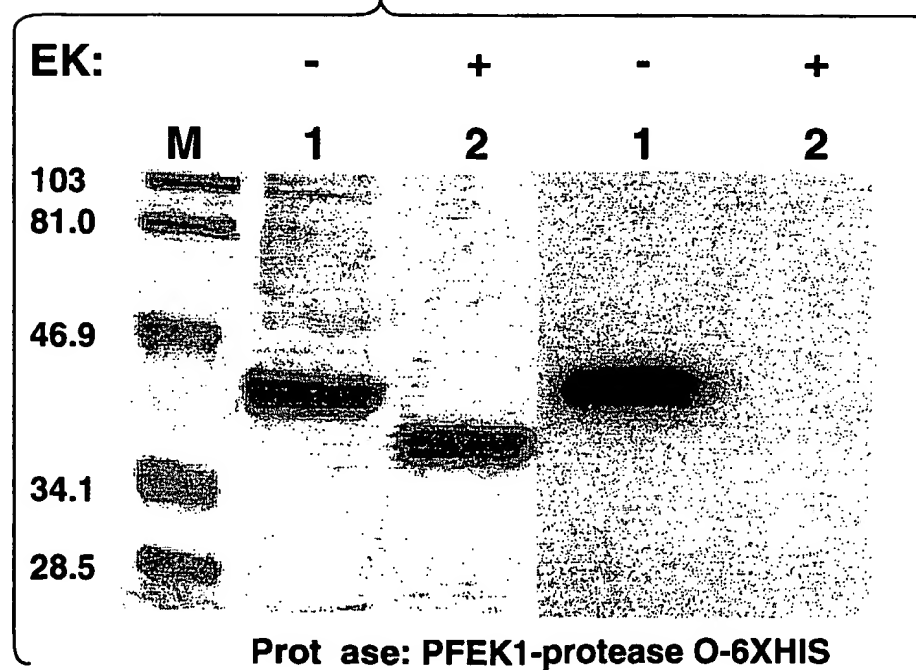 EK: - + - +
M 1 2 1 2
103
81.0
46.9
34.1
28.5
Prot ase: PFEK1-protease O-6XHIS